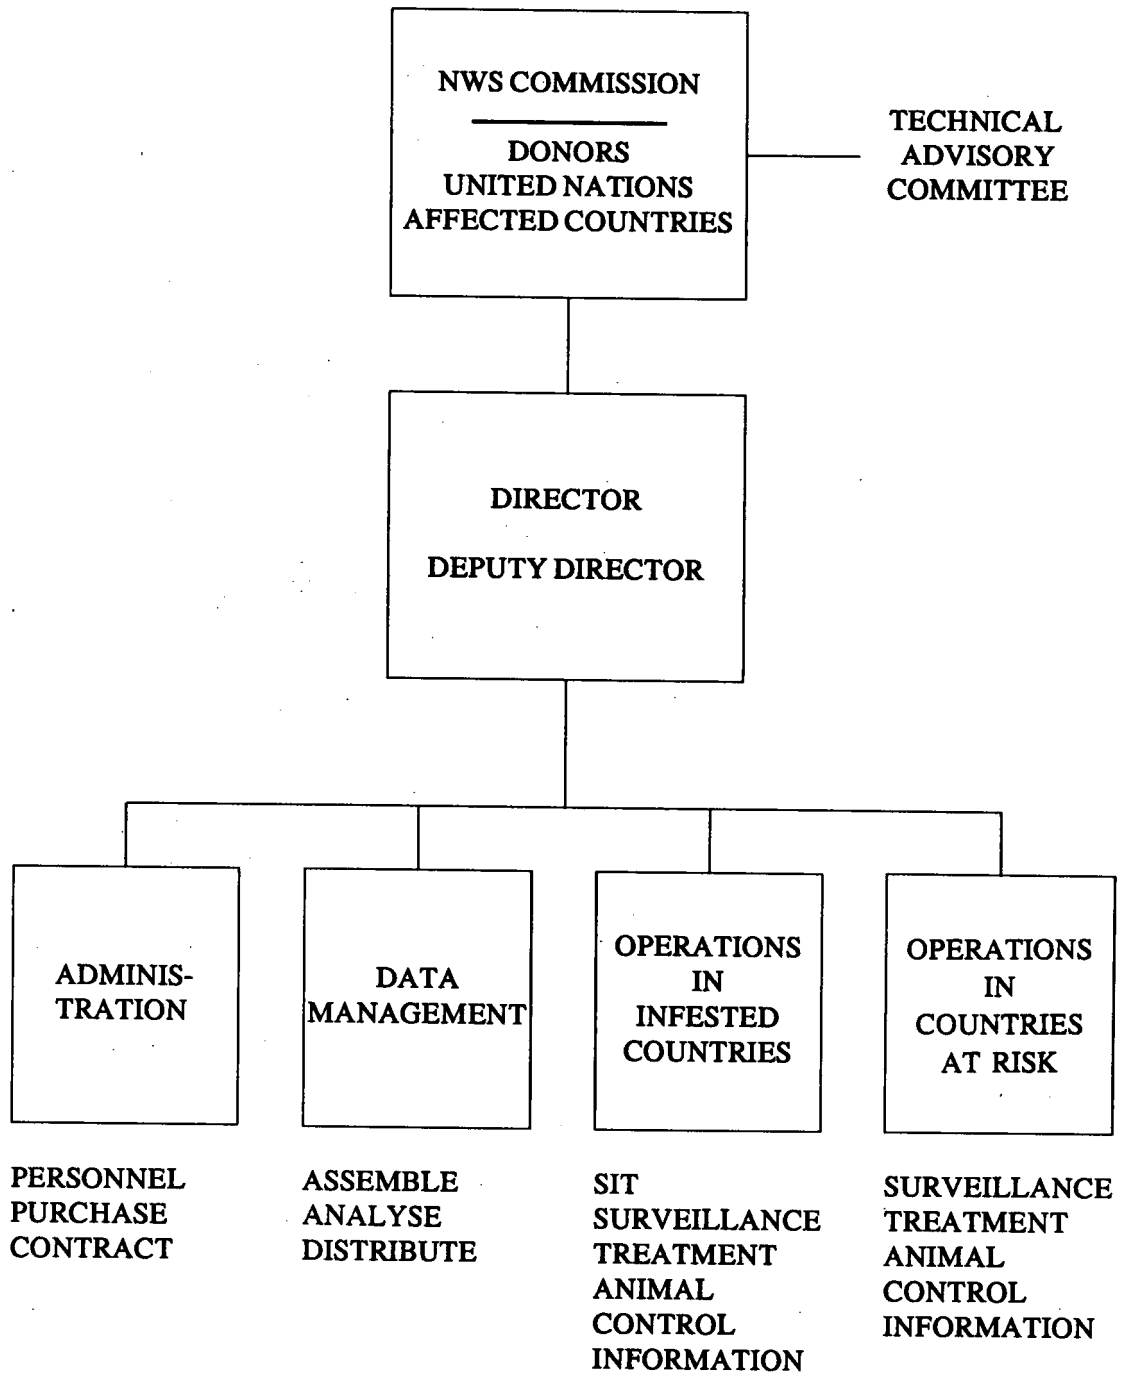 NWS COMMISSION
DONORS
UNITED NATIONS
AFFECTED COUNTRIES
TECHNICAL
ADVISORY
COMMITTEE
DIRECTOR
DEPUTY DIRECTOR
ADMINIS-
TRATION
DATA
MANAGEMENT
OPERATIONS
IN
INFESTED
COUNTRIES
OPERATIONS
IN
COUNTRIES
AT RISK
PERSONNEL
PURCHASE
CONTRACT
ASSEMBLE
ANALYSE
DISTRIBUTE
SIT
SURVEILLANCE
TREATMENT
ANIMAL
CONTROL
INFORMATION
SURVEILLANCE
TREATMENT
ANIMAL
CONTROL
INFORMATION